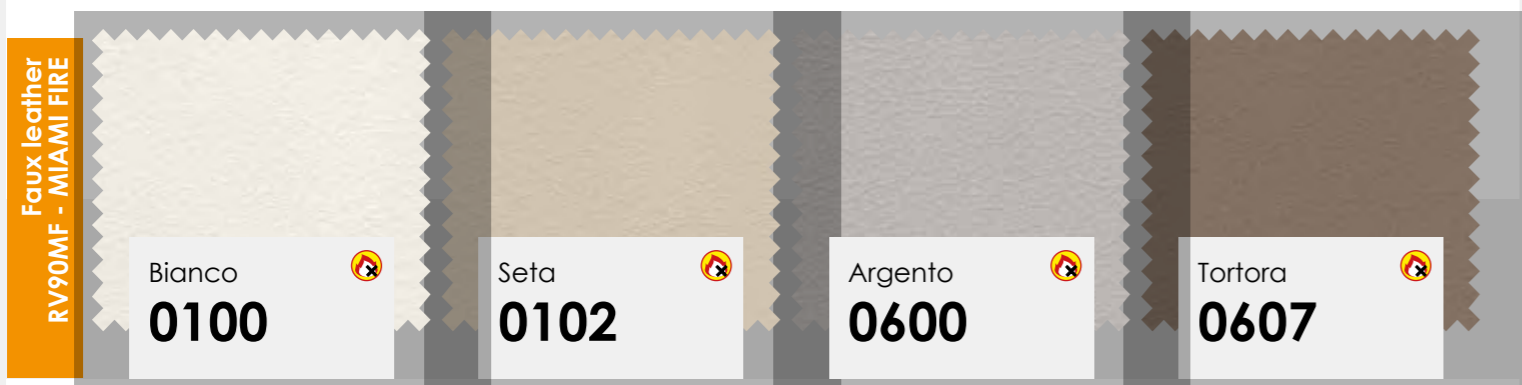 Faux leather
RV90MF - MIAMI FIRE
Bianco
0100
Seta
0102
Argento
0600
Tortora
0607